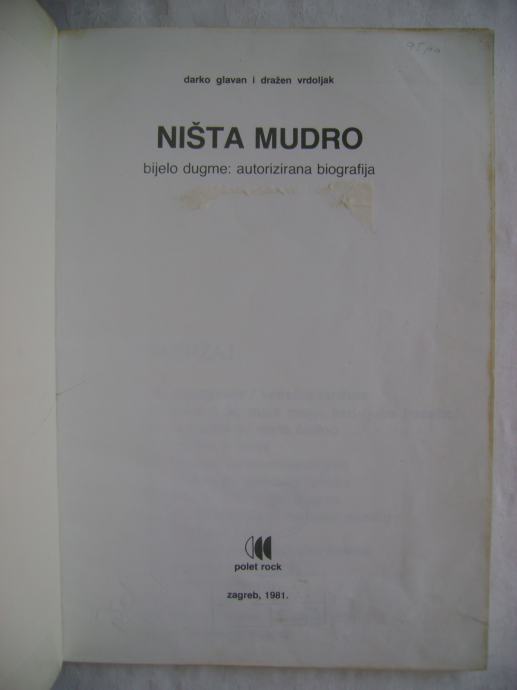 darko glavan i dražen vrdoljak
NIŠTA MUDRO
bijelo dugme: autorizirana biografija
polet rock
zagreb, 1981.